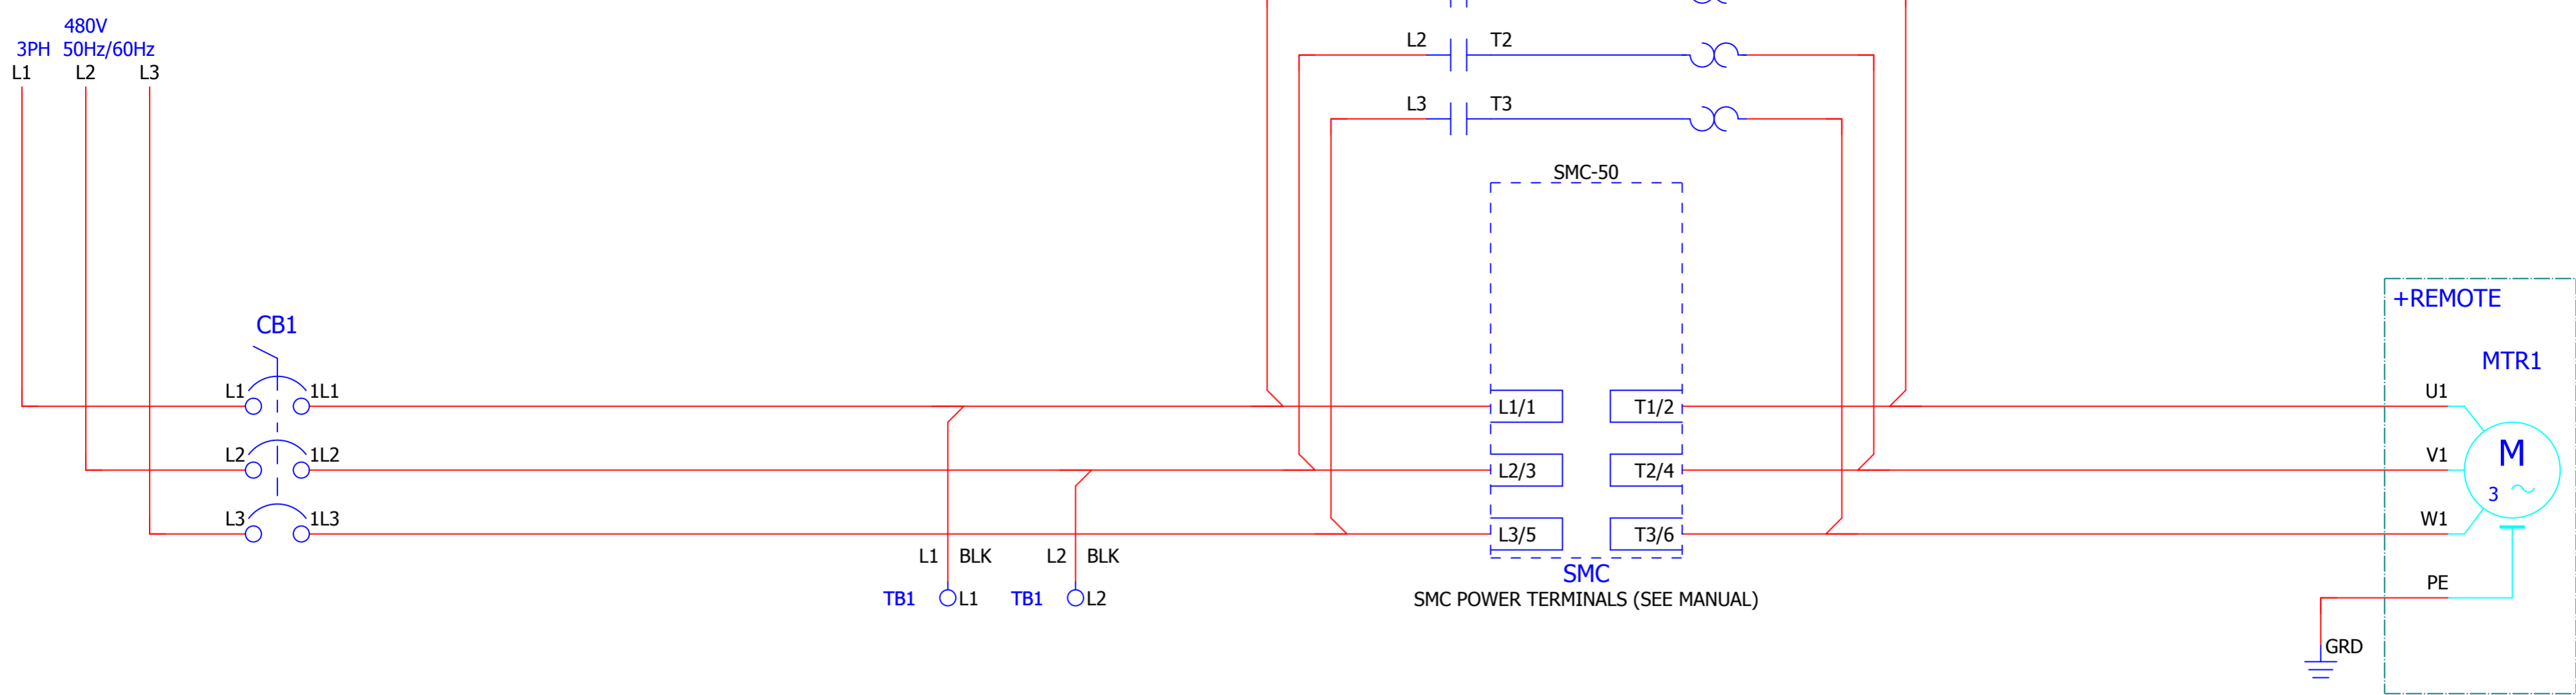 480V
3PH 50Hz/60Hz
L1 L2 L3
L2 T2
L3 T3
SMC-50
CB1
L1 1L1
L2 1L2
L3 1L3
L1/1 T1/2
L2/3 T2/4
L3/5 T3/6
L1 BLK L2 BLK
TB1 L1 TB1 L2
SMC
SMC POWER TERMINALS (SEE MANUAL)
+REMOTE
MTR1
U1
V1
W1
M
3
PE
GRD